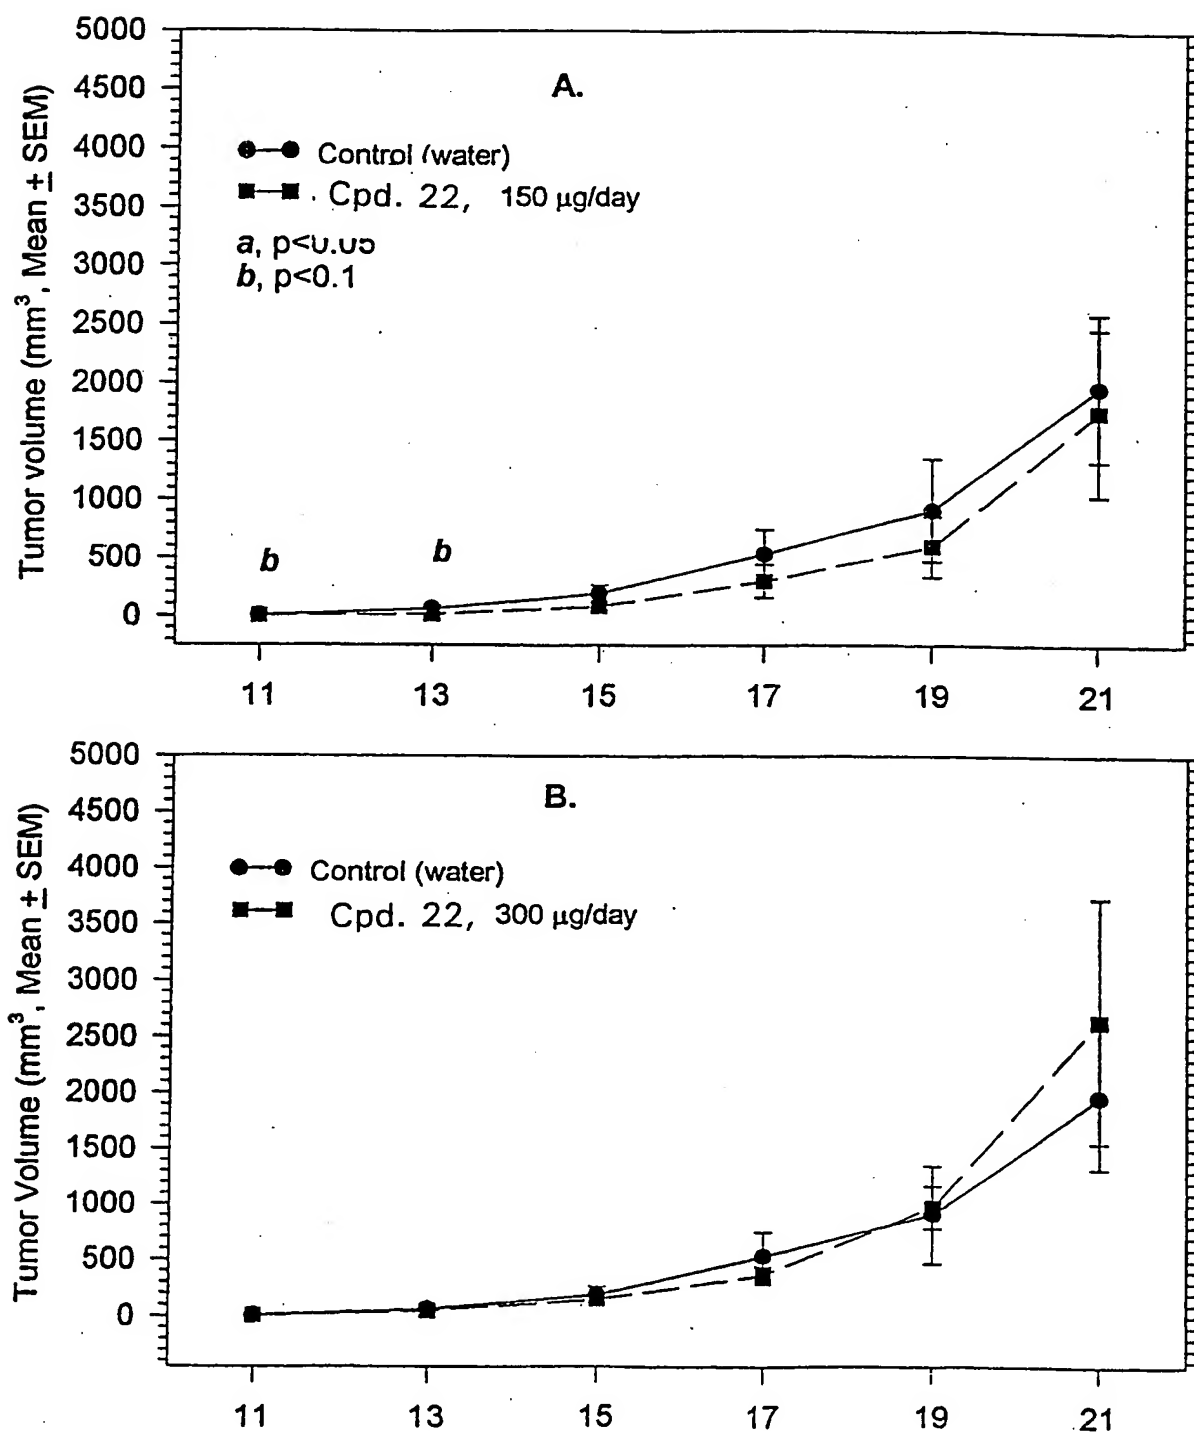 5000
4500
4000
3500
3000
2500
2000
1500
1000
500
0
Tumor volume (mm³, Mean ± SEM)
A.
Control (water)
Cpd. 22, 150 μg/day
a, p<0.05
b, p<0.1
b
b
11 13 15 17 19 21
5000
4500
4000
3500
3000
2500
2000
1500
1000
500
0
Tumor Volume (mm³, Mean ± SEM)
B.
Control (water)
Cpd. 22, 300 μg/day
11 13 15 17 19 21